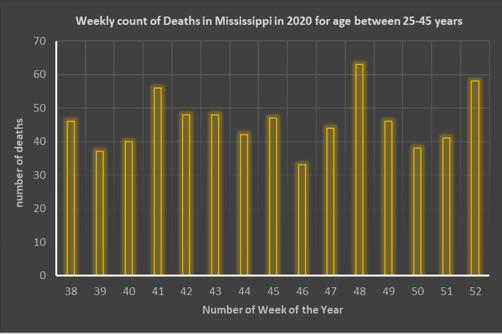 Weekly count of Deaths in Mississippi in 2020 for age between 25-45 years
70
60
50
40
30
20
10
0
number of deaths
38 39 40 41 42 43 44 45 46 47 48 49 50 51 52
Number of Week of the Year